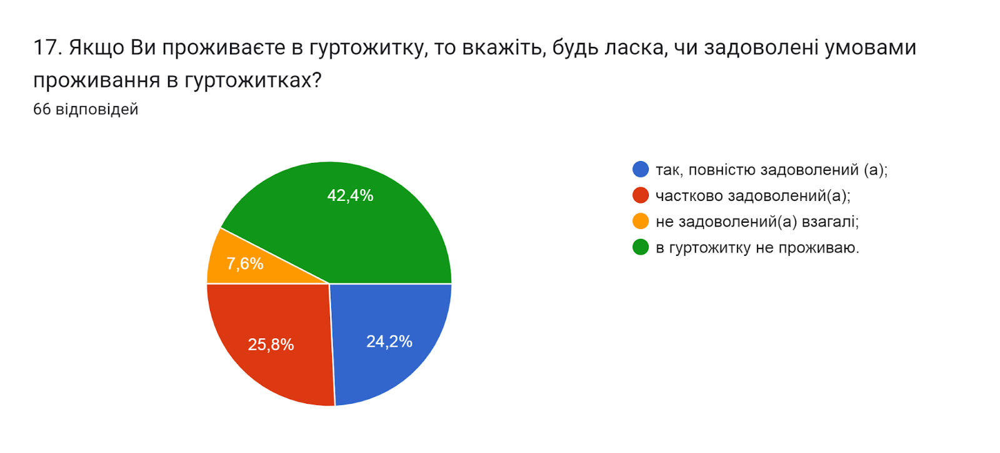 17. Якщо Ви проживаєте в гуртожитку, то вкажіть, будь ласка, чи задоволені умовами
проживання в гуртожитках?
66 відповідей
42,4%
7,6%
25,8%
24,2%
так, повністю задоволений (а);
частково задоволений(а);
не задоволений(а) взагалі;
в гуртожитку не проживаю.